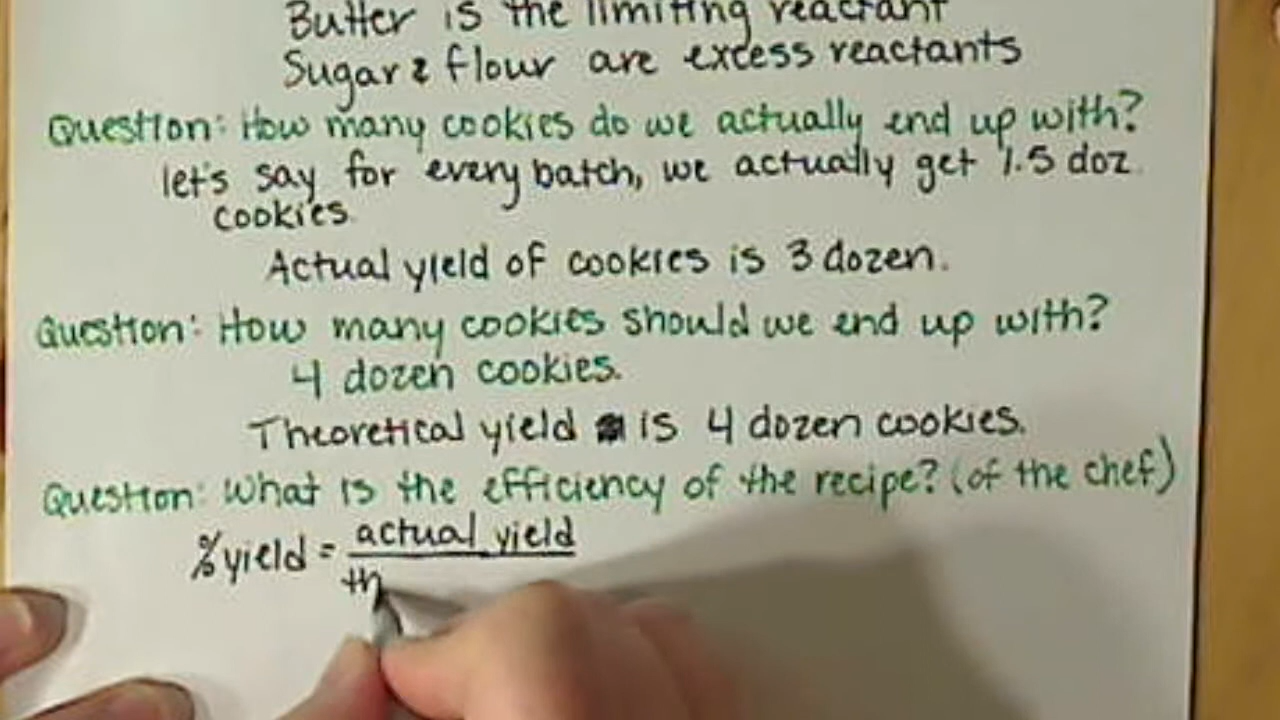 Butter is the limiting reactant
Sugar & flour are excess reactants
Question: How many cookies do we actually end up with?
let's say for every batch, we actually get 1.5 doz.
cookies.
Actual yield of cookies is 3 dozen.
Question: How many cookies should we end up with?
4 dozen cookies.
Theoretical yield is 4 dozen cookies.
Question: What is the efficiency of the recipe? (of the chef)
% yield = actual yield
th